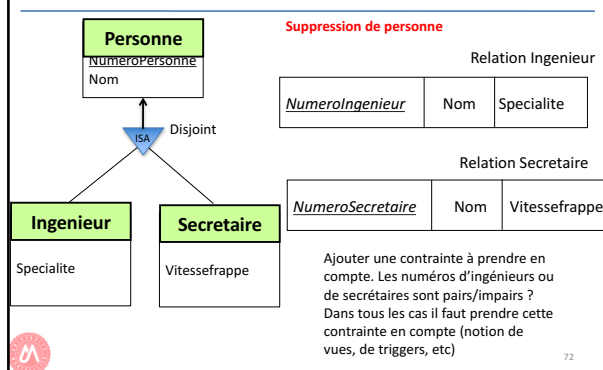 Suppression de personne
Personne
NumeroPersonne
Nom
ISA
Disjoint
Ingenieur
Specialite
Secretaire
Vitessefrappe
Relation Ingenieur
NumeroIngenieur Nom Specialite
Relation Secretaire
NumeroSecretaire Nom Vitessefrappe
Ajouter une contrainte à prendre en
compte. Les numéros d'ingénieurs ou
de secrétaires sont pairs/impairs ?
Dans tous les cas il faut prendre cette
contrainte en compte (notion de
vues, de triggers, etc)
72